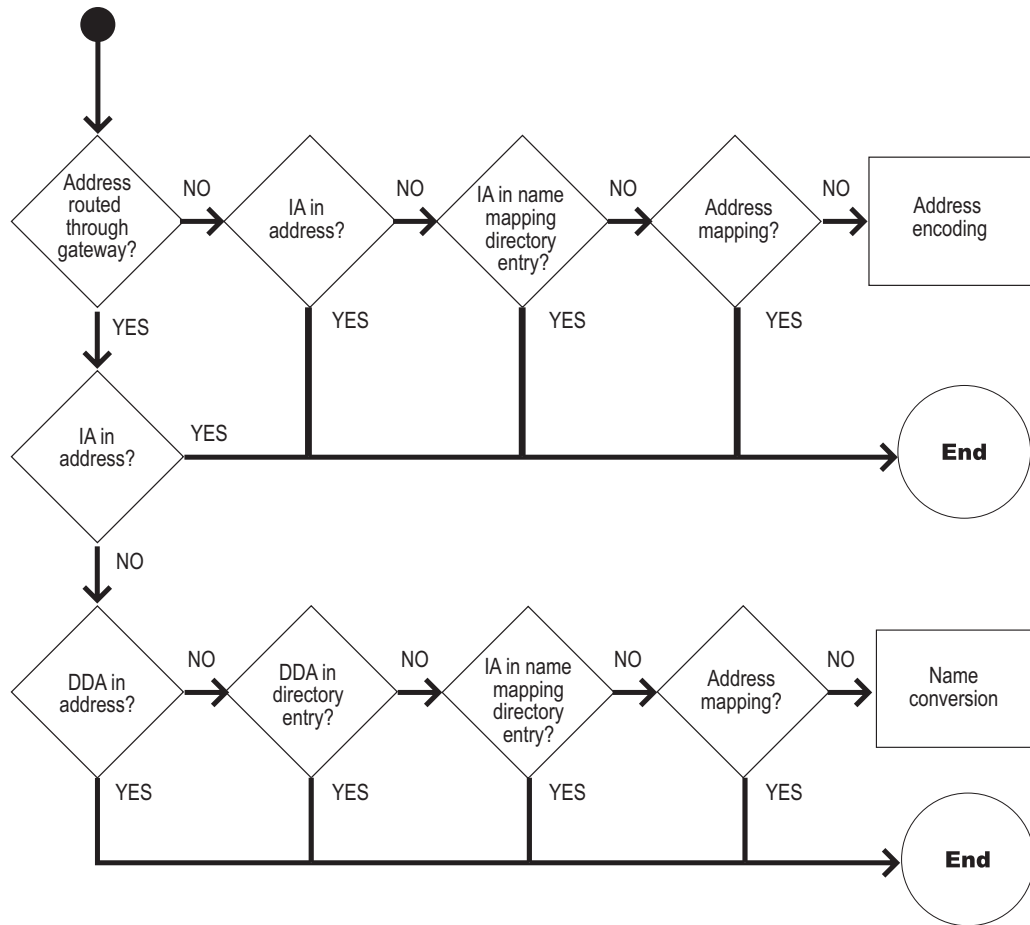 Address
routed
through
gateway?
NO
IA in
address?
NO
IA in name
mapping
directory
entry?
NO
Address
mapping?
NO
Address
encoding
YES
YES
YES
YES
IA in
address?
YES
End
NO
DDA in
address?
NO
DDA in
directory
entry?
NO
IA in name
mapping
directory
entry?
NO
Address
mapping?
NO
Name
conversion
YES
YES
YES
YES
End